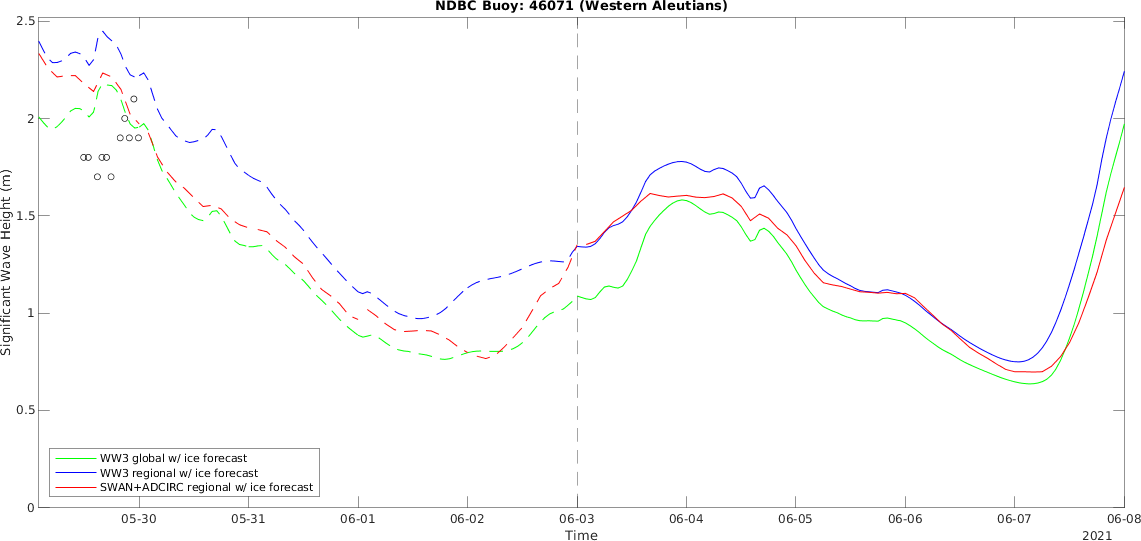 NDBC Buoy: 46071 (Western Aleutians)
2.5
2
1.5
1
0.5
0
Significant Wave Height (m)
WW3 global w/ ice forecast
WW3 regional w/ ice forecast
SWAN+ADCIRC regional w/ ice forecast
05-30 05-31 06-01 06-02 06-03 06-04 06-05 06-06 06-07 06-08
Time
2021